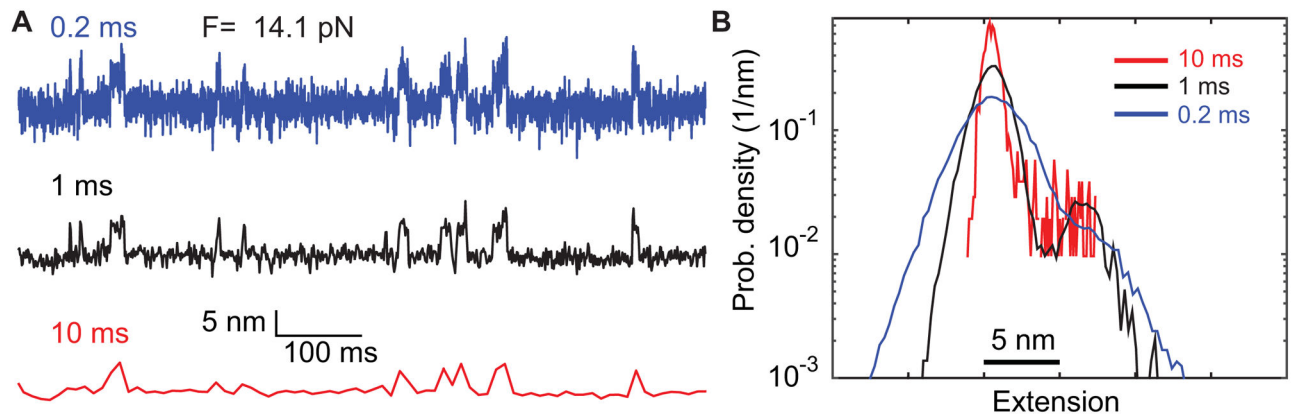 A
0.2 ms
F= 14.1 pN
1 ms
5 nm
100 ms
10 ms
B
Prob. density (1/nm)
10-1
10-2
10-3
10 ms
1 ms
0.2 ms
5 nm
Extension